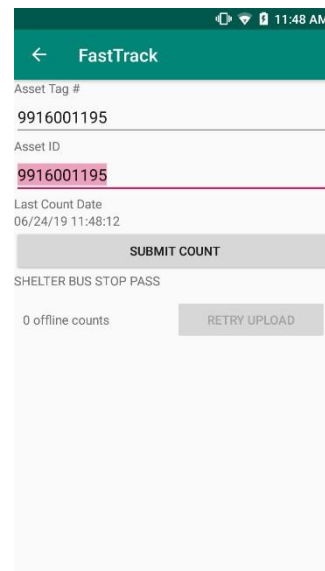 11:48 AM
FastTrack
Asset Tag #
9916001195
Asset ID
9916001195
Last Count Date
06/24/19 11:48:12
SUBMIT COUNT
SHELTER BUS STOP PASS
0 offline counts
RETRY UPLOAD